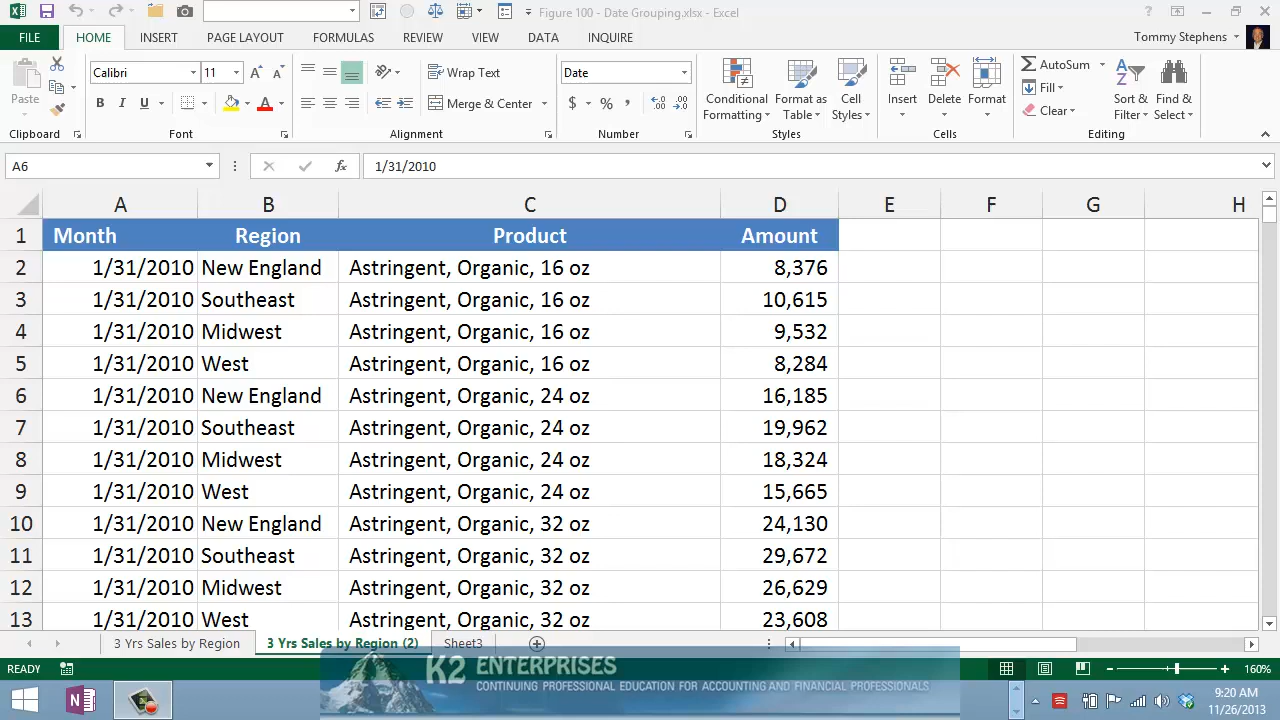 Figure 100 - Date Grouping.xlsx - Excel
?
FILE HOME INSERT PAGE LAYOUT FORMULAS REVIEW VIEW DATA INQUIRE Tommy Stephens
Paste
Calibri 11
B I U
Wrap Text
Merge & Center
Date
$ % ,
Conditional Formatting
Format as Table
Cell Styles
Insert Delete Format
AutoSum
Fill
Clear
Sort & Filter
Find & Select
Clipboard Font Alignment Number Styles Cells Editing
A6 fx 1/31/2010
A B C D E F G H
1 Month Region Product Amount
2 1/31/2010 New England Astringent, Organic, 16 oz 8,376
3 1/31/2010 Southeast Astringent, Organic, 16 oz 10,615
4 1/31/2010 Midwest Astringent, Organic, 16 oz 9,532
5 1/31/2010 West Astringent, Organic, 16 oz 8,284
6 1/31/2010 New England Astringent, Organic, 24 oz 16,185
7 1/31/2010 Southeast Astringent, Organic, 24 oz 19,962
8 1/31/2010 Midwest Astringent, Organic, 24 oz 18,324
9 1/31/2010 West Astringent, Organic, 24 oz 15,665
10 1/31/2010 New England Astringent, Organic, 32 oz 24,130
11 1/31/2010 Southeast Astringent, Organic, 32 oz 29,672
12 1/31/2010 Midwest Astringent, Organic, 32 oz 26,629
13 1/31/2010 West Astringent, Organic, 32 oz 23,608
3 Yrs Sales by Region 3 Yrs Sales by Region (2) Sheet3
READY 160%
K2 ENTERPRISES
CONTINUING PROFESSIONAL EDUCATION FOR ACCOUNTING AND FINANCIAL PROFESSIONALS
9:20 AM
11/26/2013